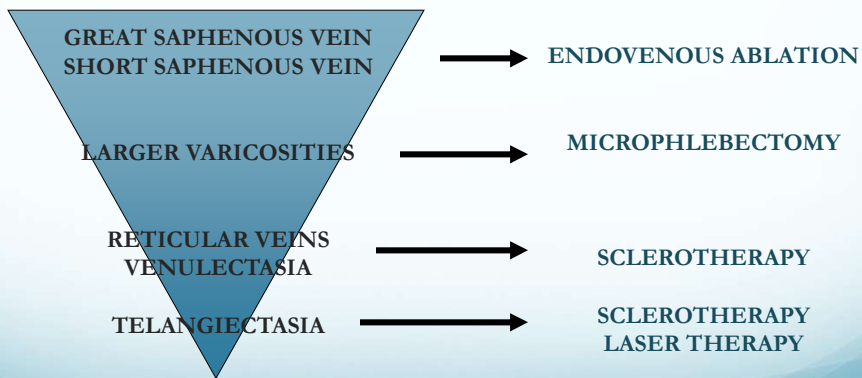 GREAT SAPHENOUS VEIN
SHORT SAPHENOUS VEIN
ENDOVENOUS ABLATION
LARGER VARICOSITIES
MICROPHLEBECTOMY
RETICULAR VEINS
VENULECTASIA
SCLEROTHERAPY
TELANGIECTASIA
SCLEROTHERAPY
LASER THERAPY